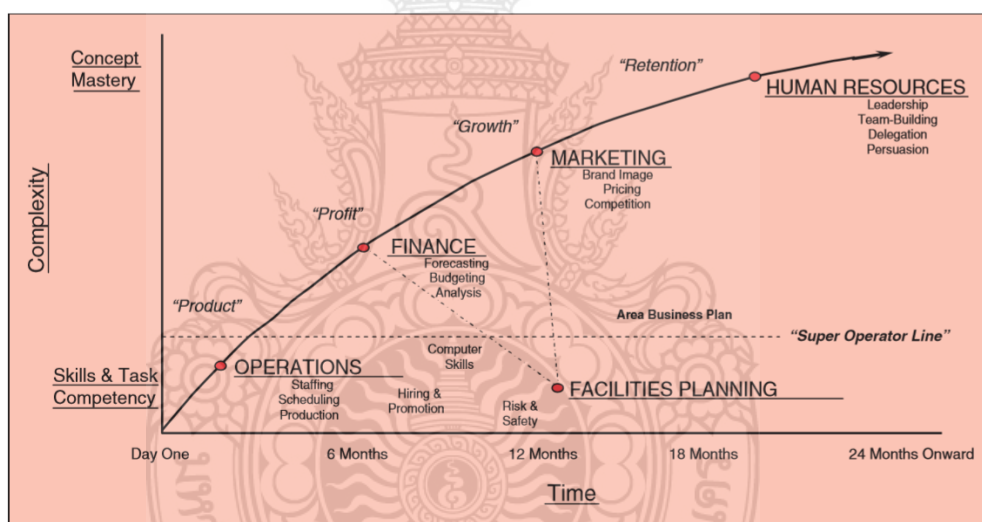 Concept
Mastery
"Retention"
HUMAN RESOURCES
Leadership
Team-Building
Delegation
Persuasion
"Growth"
MARKETING
Brand Image
Pricing
Competition
Complexity
"Profit"
FINANCE
Forecasting
Budgeting
Analysis
"Product"
Area Business Plan
"Super Operator Line"
Computer
Skills
Skills & Task
Competency
OPERATIONS
Staffing
Scheduling
Production
Hiring &
Promotion
Risk &
Safety
FACILITIES PLANNING
Day One
6 Months
12 Months
18 Months
24 Months Onward
Time